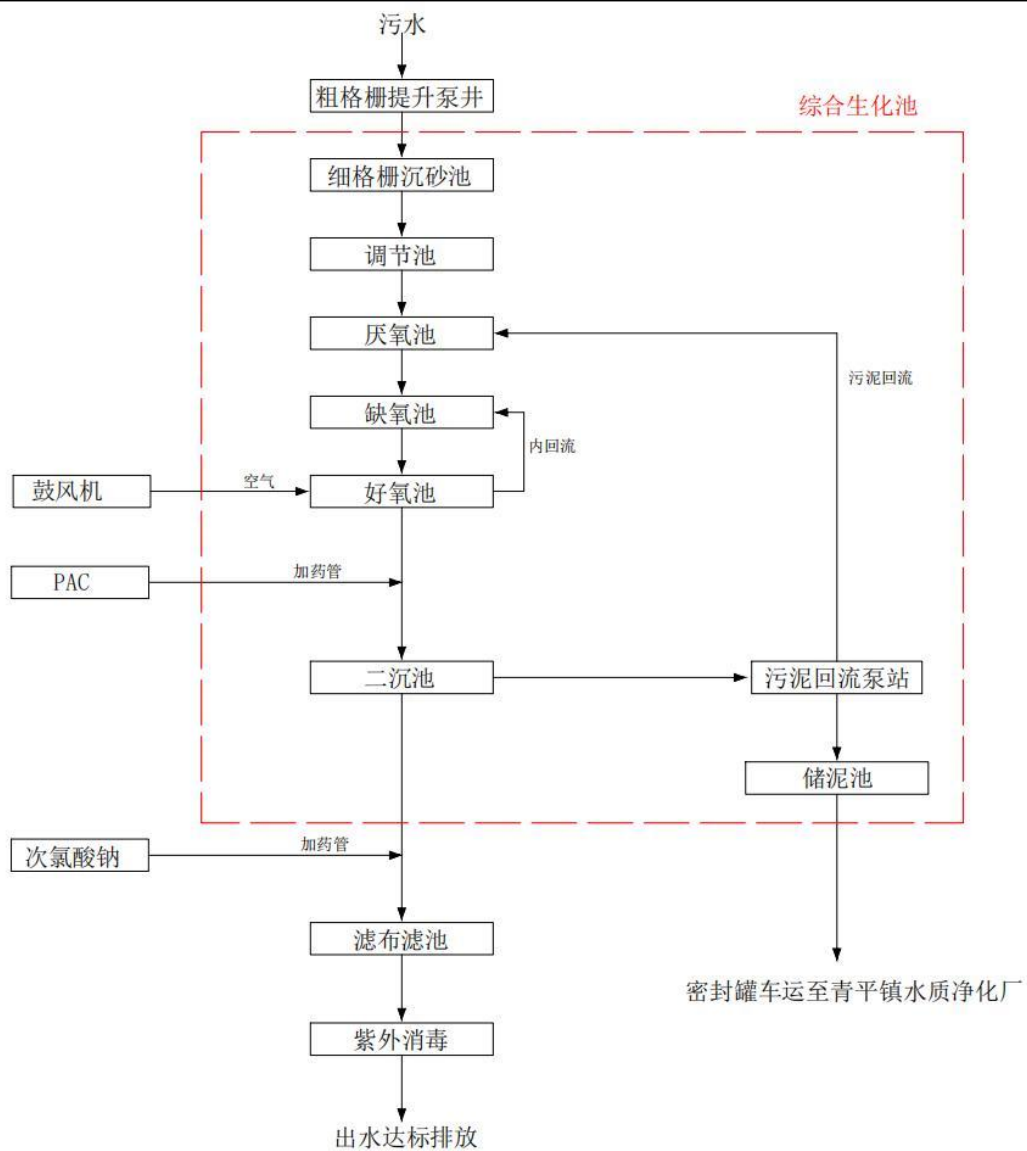 污水
粗格栅提升泵井
综合生化池
细格栅沉砂池
调节池
厌氧池
污泥回流
缺氧池
内回流
鼓风机
空气
好氧池
PAC
加药管
二沉池
污泥回流泵站
储泥池
次氯酸钠
加药管
滤布滤池
密封罐车运至青平镇水质净化厂
紫外消毒
出水达标排放